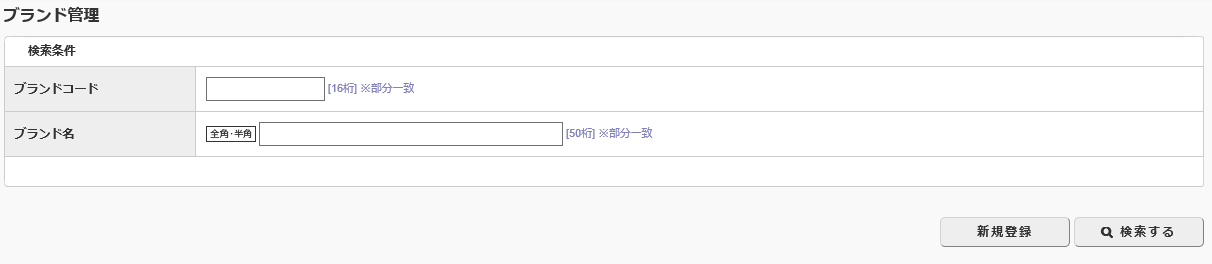 ブランド管理
検索条件
ブランドコード [16桁] ※部分一致
ブランド名 全角・半角 [50桁] ※部分一致
新規登録 検索する